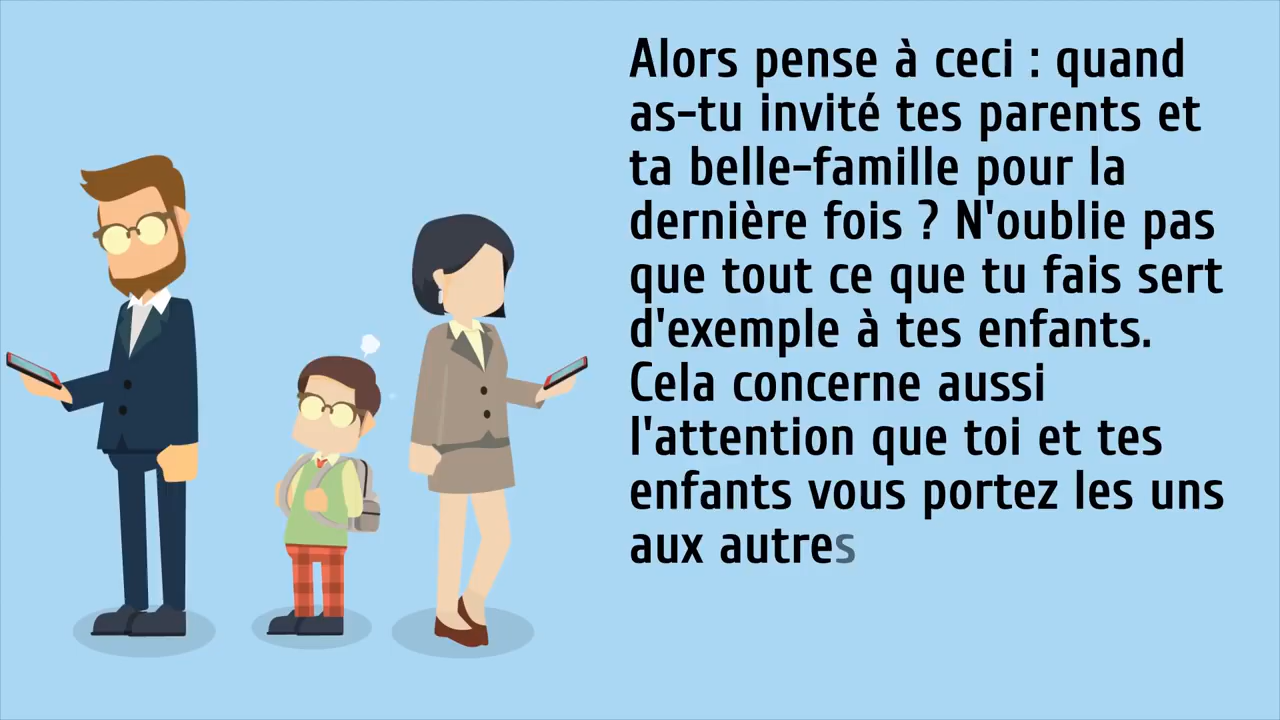 Alors pense à ceci : quand
as-tu invité tes parents et
ta belle-famille pour la
dernière fois ? N'oublie pas
que tout ce que tu fais sert
d'exemple à tes enfants.
Cela concerne aussi
l'attention que toi et tes
enfants vous portez les uns
aux autres